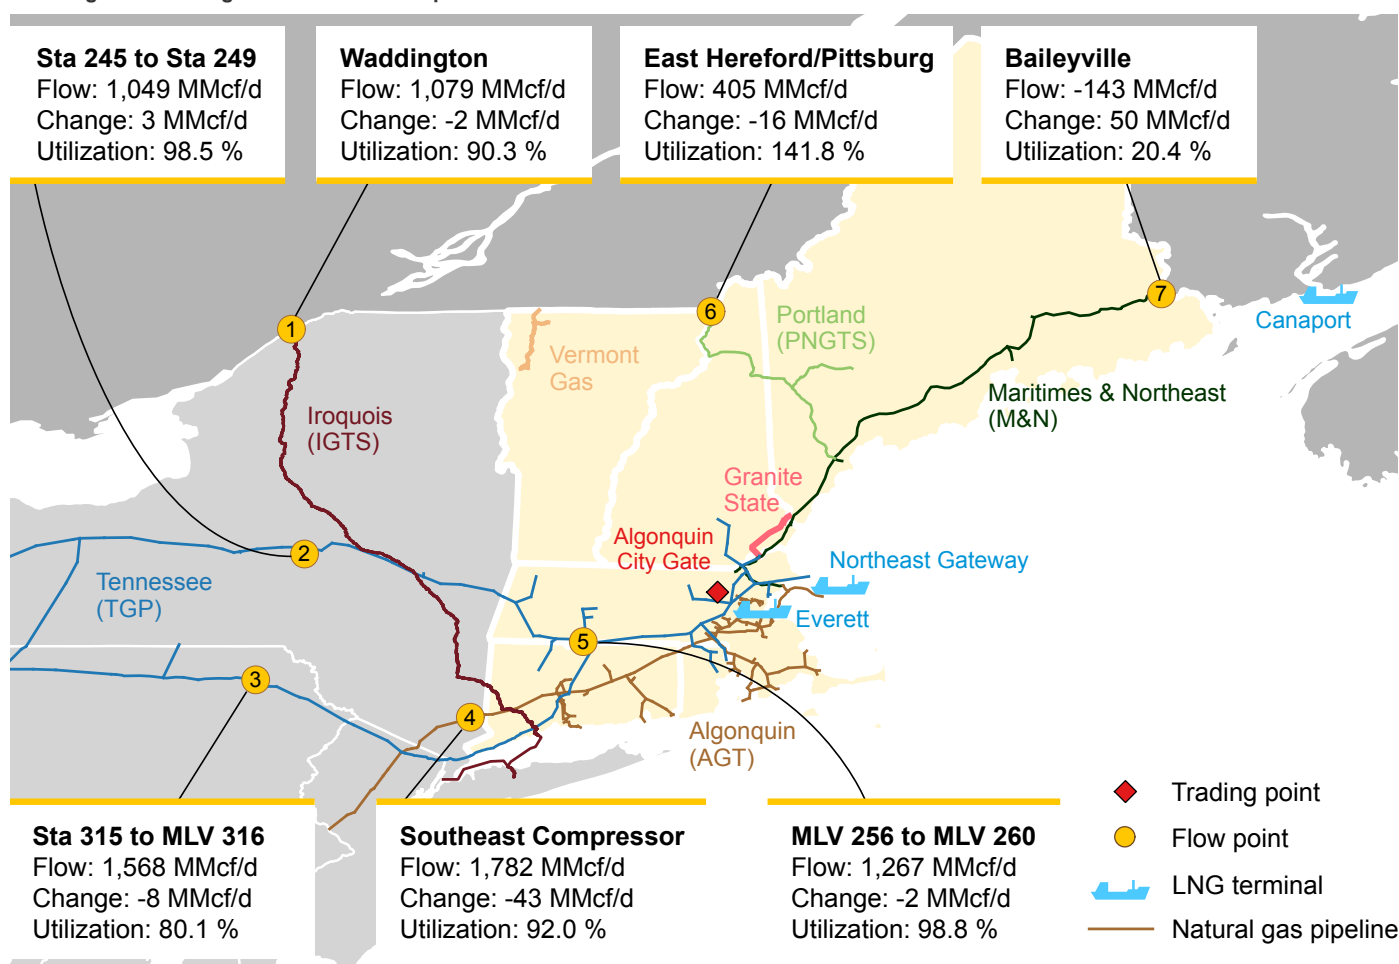 Sta 245 to Sta 249
Flow: 1,049 MMcf/d
Change: 3 MMcf/d
Utilization: 98.5 %
Waddington
Flow: 1,079 MMcf/d
Change: -2 MMcf/d
Utilization: 90.3 %
East Hereford/Pittsburg
Flow: 405 MMcf/d
Change: -16 MMcf/d
Utilization: 141.8 %
Baileyville
Flow: -143 MMcf/d
Change: 50 MMcf/d
Utilization: 20.4 %
1
6
7
Canaport
Portland
(PNGTS)
Vermont
Gas
Maritimes & Northeast
(M&N)
Iroquois
(IGTS)
Granite
State
Algonquin
City Gate
2
Northeast Gateway
Tennessee
(TGP)
Everett
5
3
4
Algonquin
(AGT)
Sta 315 to MLV 316
Flow: 1,568 MMcf/d
Change: -8 MMcf/d
Utilization: 80.1 %
Southeast Compressor
Flow: 1,782 MMcf/d
Change: -43 MMcf/d
Utilization: 92.0 %
MLV 256 to MLV 260
Flow: 1,267 MMcf/d
Change: -2 MMcf/d
Utilization: 98.8 %
Trading point
Flow point
LNG terminal
Natural gas pipeline